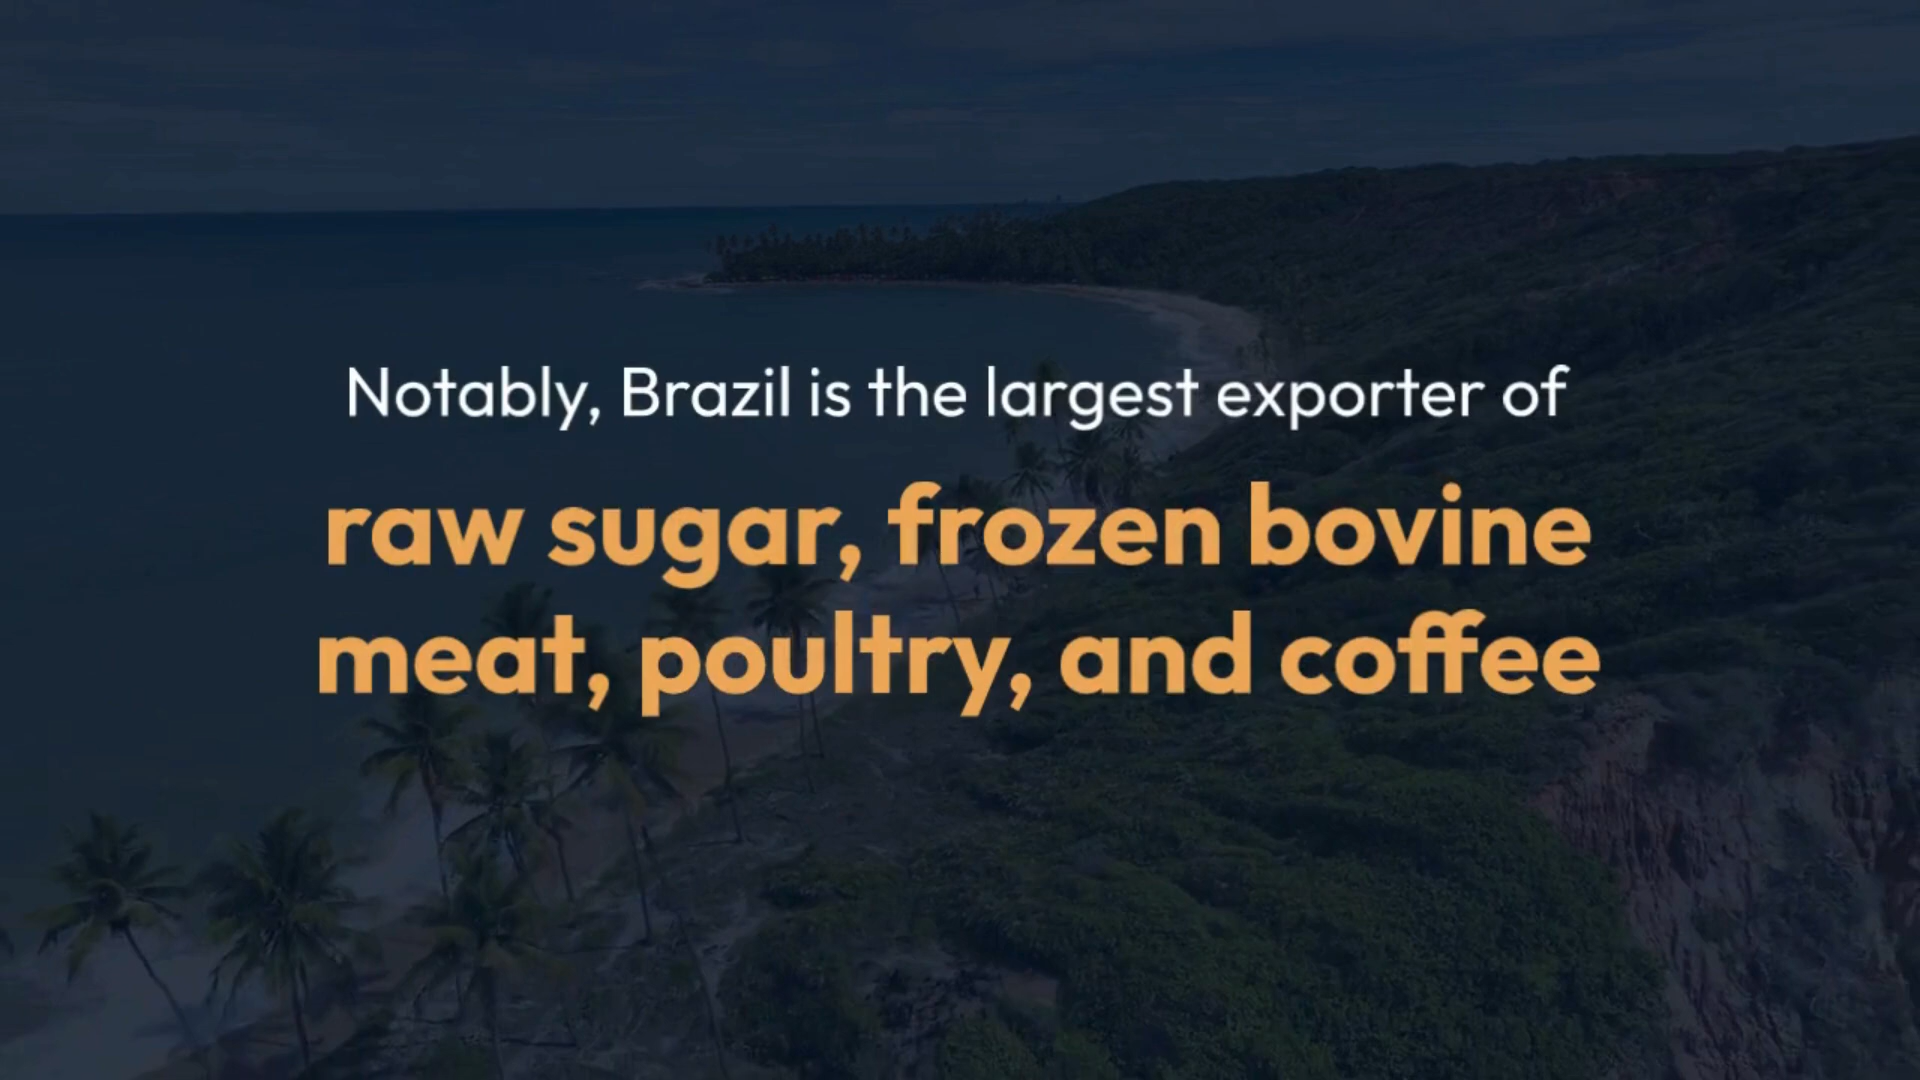 Notably, Brazil is the largest exporter of
raw sugar, frozen bovine
meat, poultry, and coffee